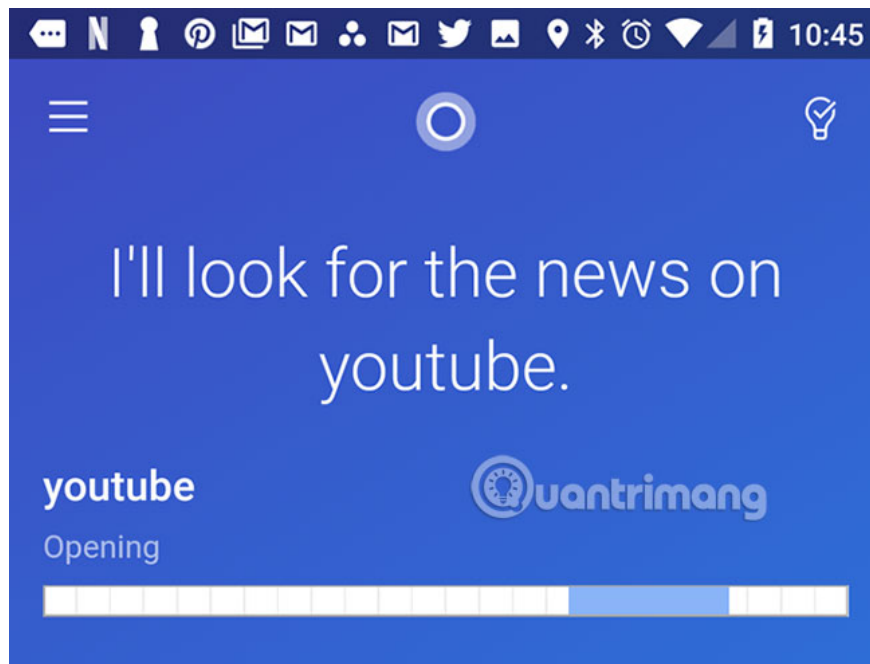 10:45
I'll look for the news on
youtube.
youtube
Quantrimang
Opening